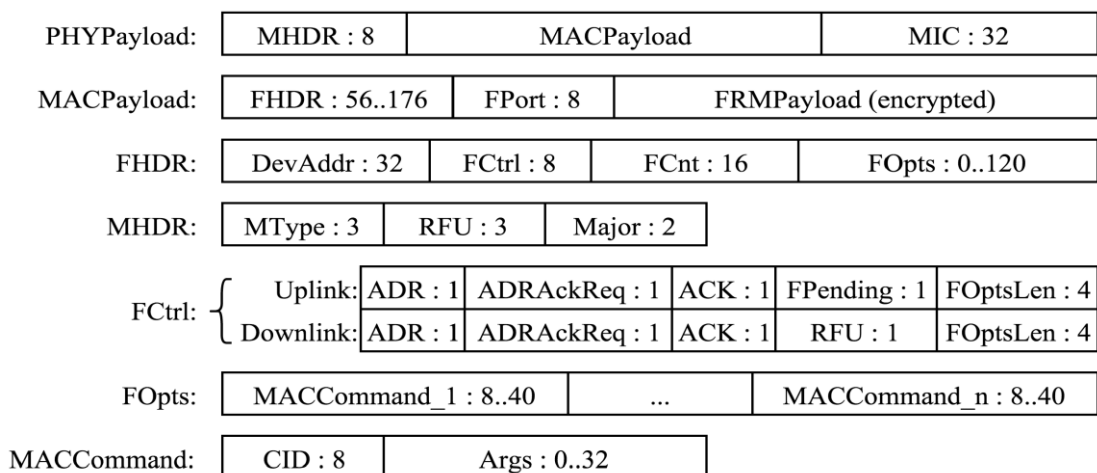 PHYPayload: MHDR : 8 MACPayload MIC : 32
MACPayload: FHDR : 56..176 FPort : 8 FRMPayload (encrypted)
FHDR: DevAddr : 32 FCtrl : 8 FCnt : 16 FOpts : 0..120
MHDR: MType : 3 RFU : 3 Major : 2
FCtrl:
Uplink: ADR : 1 ADRAckReq : 1 ACK : 1 FPending : 1 FOptsLen : 4
Downlink: ADR : 1 ADRAckReq : 1 ACK : 1 RFU : 1 FOptsLen : 4
FOpts: MACCommand_1 : 8..40 ... MACCommand_n : 8..40
MACCommand: CID : 8 Args : 0..32